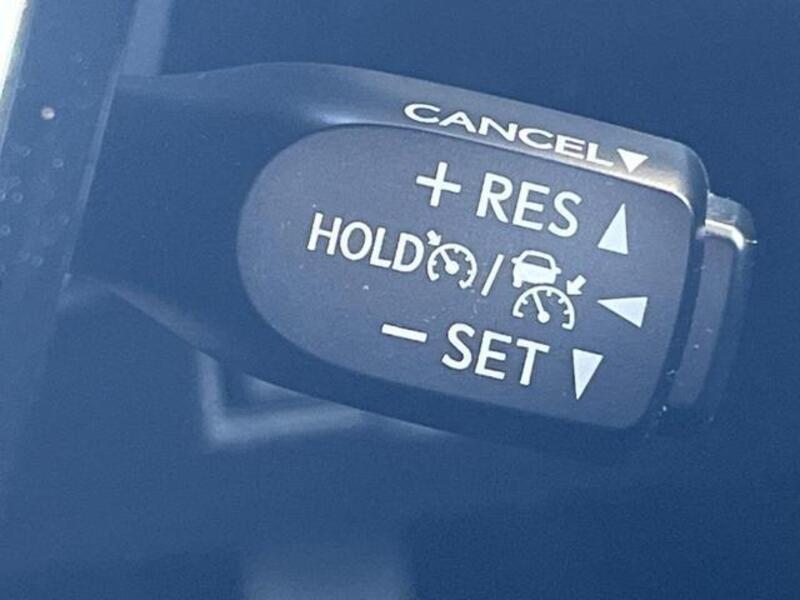 CANCEL
+ RES
HOLD /
− SET